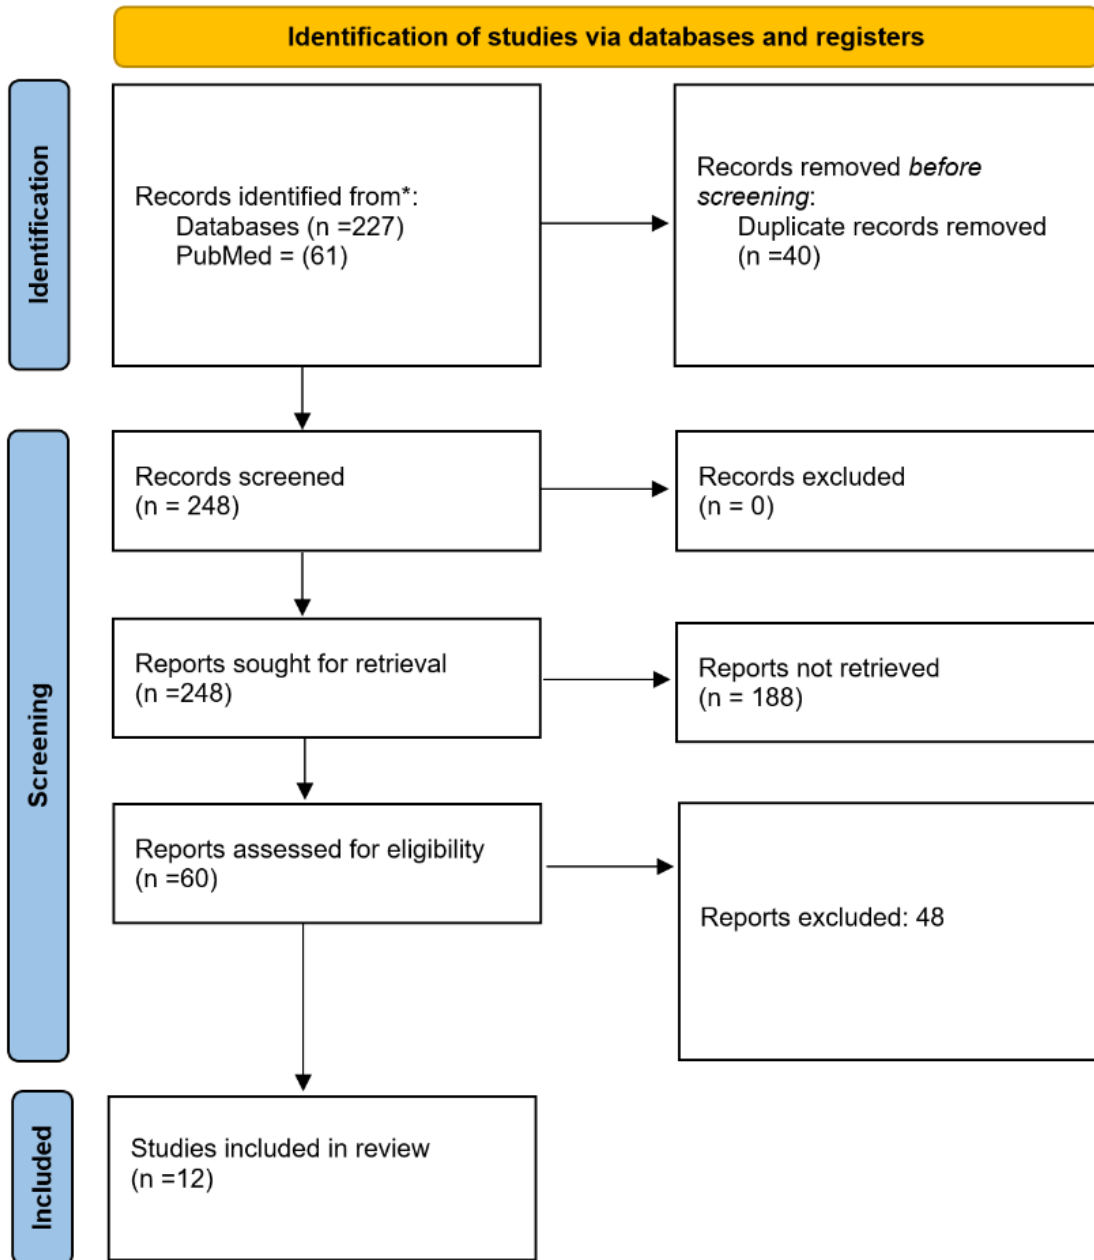 Identification of studies via databases and registers
Identification
Records identified from*:
Databases (n =227)
PubMed = (61)
Records removed before
screening:
Duplicate records removed
(n =40)
Screening
Records screened
(n = 248)
Records excluded
(n = 0)
Reports sought for retrieval
(n =248)
Reports not retrieved
(n = 188)
Reports assessed for eligibility
(n =60)
Reports excluded: 48
Included
Studies included in review
(n =12)